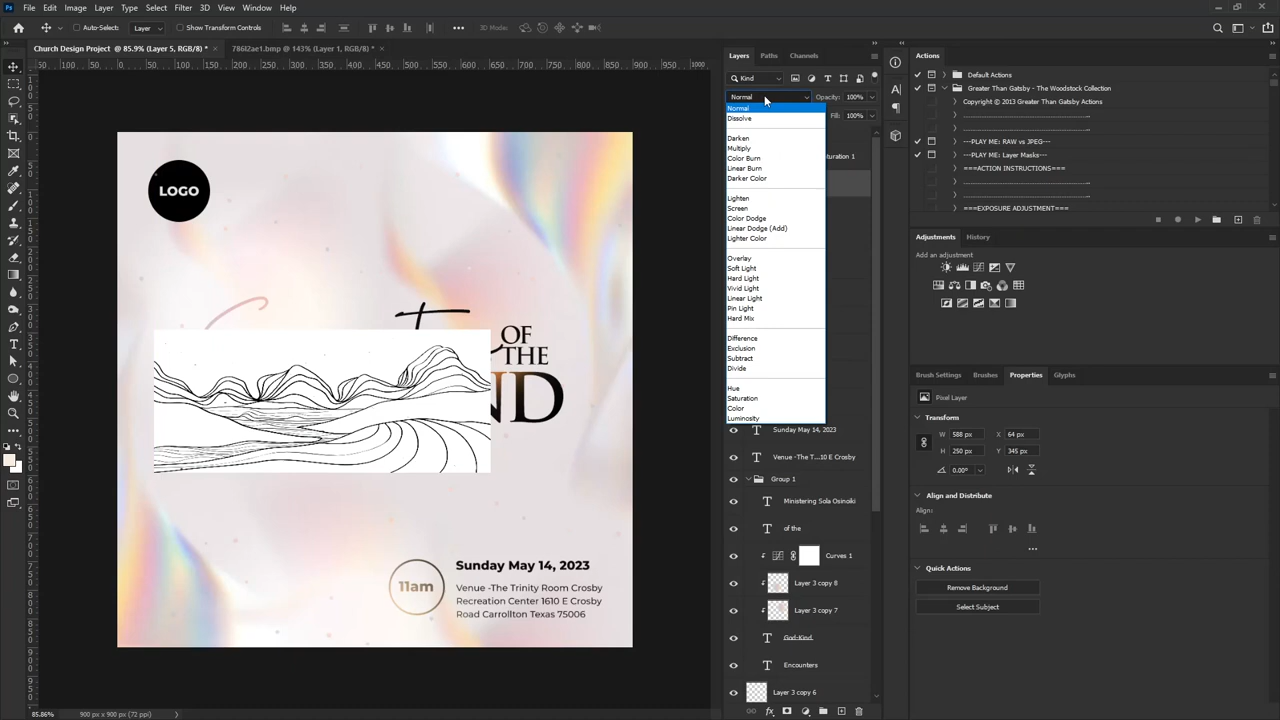 File Edit Image Layer Type Select Filter 3D View Window Help
Auto-Select: Layer Show Transform Controls 3D Mode:
Church Design Project @ 85.9% (Layer 5, RGB/8) *
786I2ae1.bmp @ 143% (Layer 1, RGB/8) *
LOGO
OF
THE
ND
11am
Sunday May 14, 2023
Venue -The Trinity Room Crosby
Recreation Center 1610 E Crosby
Road Carrollton Texas 75006
85.86%
900 px x 900 px (72 ppi)
Layers Paths Channels
Kind
Normal
Opacity: 100%
Fill: 100%
Normal
Dissolve
Darken
Multiply
Color Burn
Linear Burn
Darker Color
Lighten
Screen
Color Dodge
Linear Dodge (Add)
Lighter Color
Overlay
Soft Light
Hard Light
Vivid Light
Linear Light
Pin Light
Hard Mix
Difference
Exclusion
Subtract
Divide
Hue
Saturation
Color
Luminosity
turation 1
Sunday May 14, 2023
Venue -The T...10 E Crosby
Group 1
Ministering Sola Osinoiki
of the
Curves 1
Layer 3 copy 8
Layer 3 copy 7
God-Kind
Encounters
Layer 3 copy 6
Actions
Default Actions
Greater Than Gatsby - The Woodstock Collection
Copyright © 2013 Greater Than Gatsby Actions
---PLAY ME: RAW vs JPEG---
---PLAY ME: Layer Masks---
===ACTION INSTRUCTIONS===
===EXPOSURE ADJUSTMENT===
Adjustments History
Add an adjustment
Brush Settings Brushes Properties Glyphs
Pixel Layer
Transform
W 588 px X 64 px
H 250 px Y 345 px
0.00°
Align and Distribute
Align:
Quick Actions
Remove Background
Select Subject